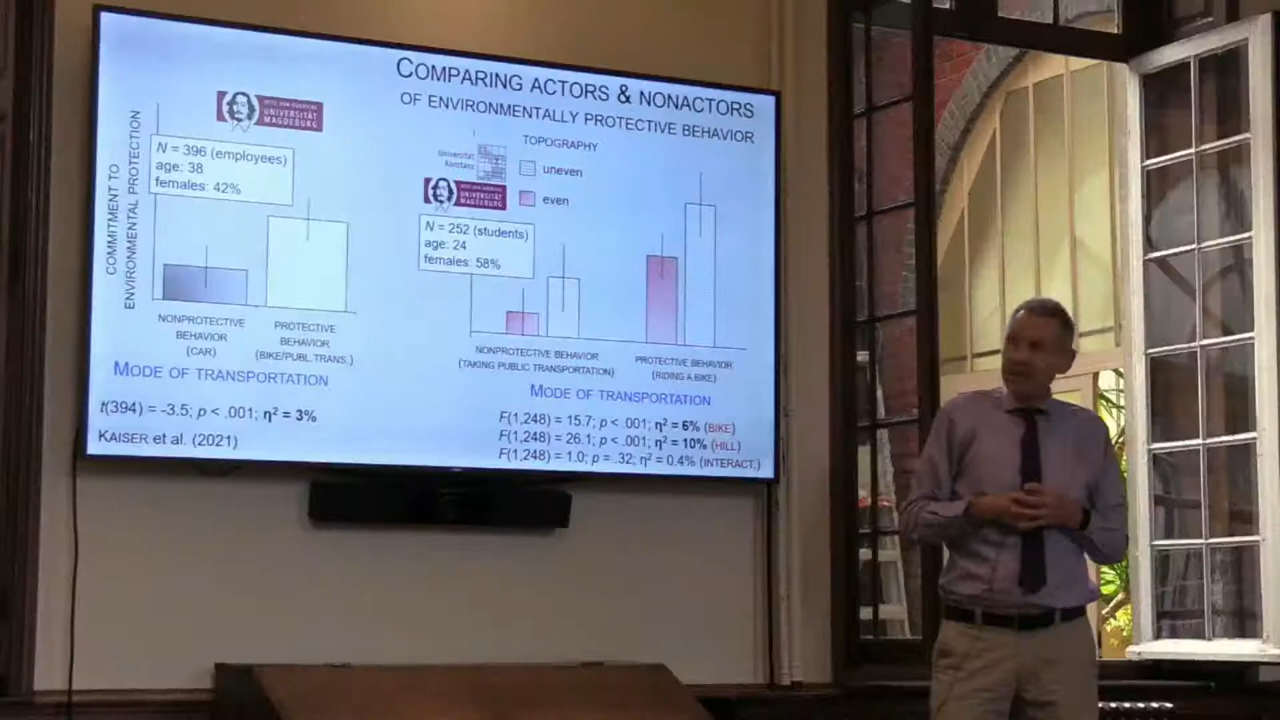 COMPARING ACTORS & NONACTORS
OF ENVIRONMENTALLY PROTECTIVE BEHAVIOR
COMMITMENT TO
ENVIRONMENTAL PROTECTION
OTTO VON GUERICKE
UNIVERSITÄT
MAGDEBURG
N = 396 (employees)
age: 38
females: 42%
NONPROTECTIVE
BEHAVIOR
(CAR)
PROTECTIVE
BEHAVIOR
(BIKE/PUBL.TRANS.)
MODE OF TRANSPORTATION
t(394) = -3.5; p < .001; η² = 3%
KAISER et al. (2021)
TOPOGRAPHY
uneven
even
Universität
Konstanz
UNIVERSITÄT
MAGDEBURG
N = 252 (students)
age: 24
females: 58%
NONPROTECTIVE BEHAVIOR
(TAKING PUBLIC TRANSPORTATION)
PROTECTIVE BEHAVIOR
(RIDING A BIKE)
MODE OF TRANSPORTATION
F(1,248) = 15.7; p < .001; η² = 6% (BIKE)
F(1,248) = 26.1; p < .001; η² = 10% (HILL)
F(1,248) = 1.0; p = .32; η² = 0.4% (INTERACT.)